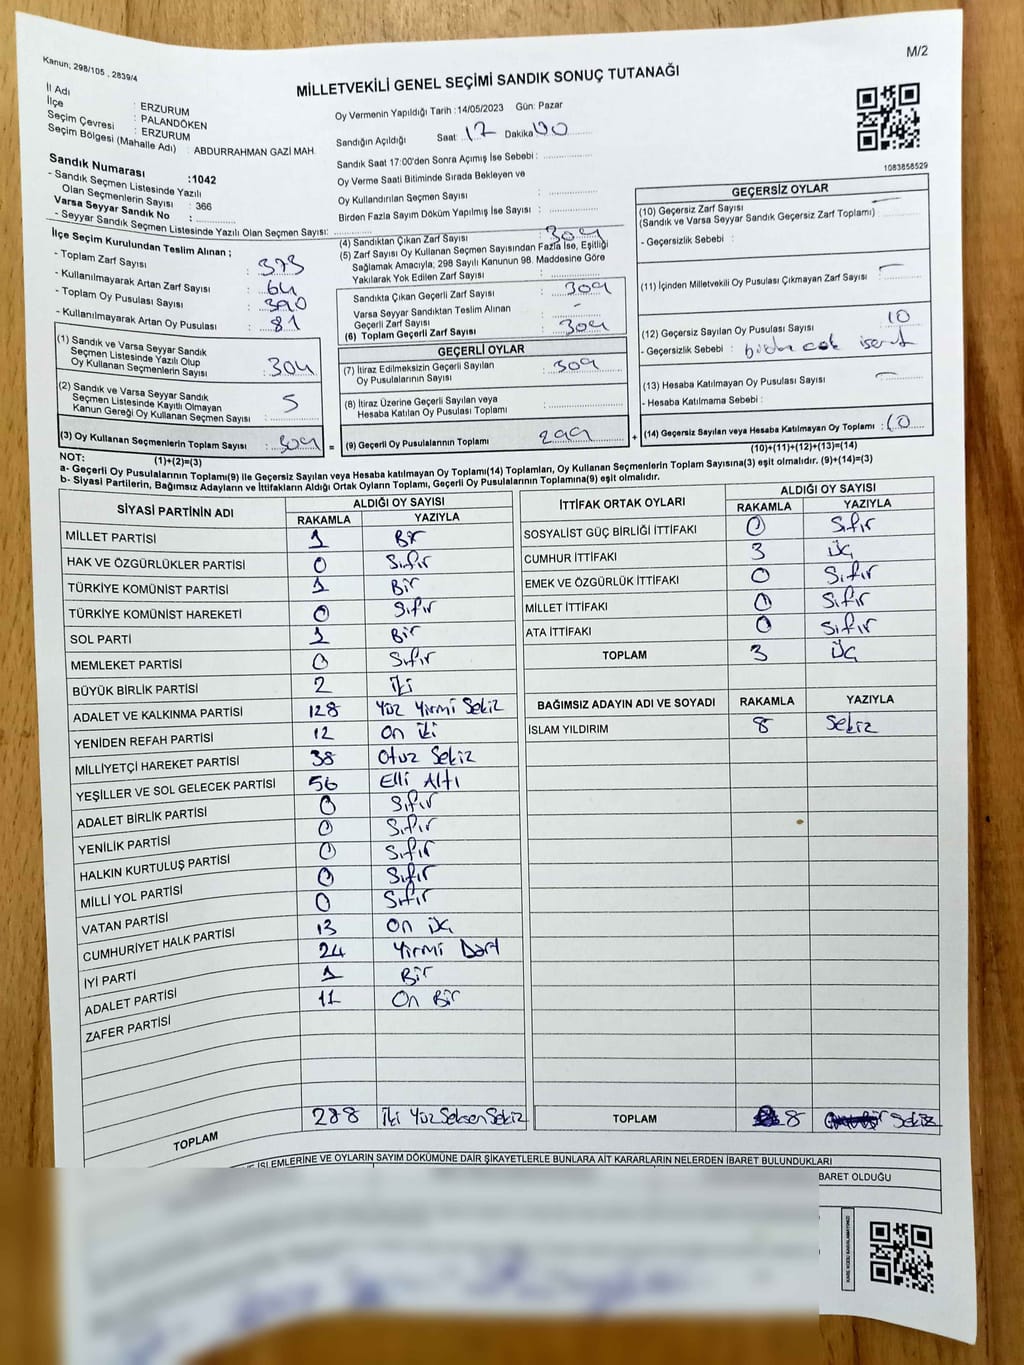 Kanun, 298/105 , 2839/4
M/2
MİLLETVEKİLİ GENEL SEÇİMİ SANDIK SONUÇ TUTANAĞI
İl Adı : ERZURUM
İlçe : PALANDÖKEN
Seçim Çevresi : ERZURUM
Seçim Bölgesi (Mahalle Adı) : ABDURRAHMAN GAZİ MAH.
Sandık Numarası :1042
- Sandık Seçmen Listesinde Yazılı
Olan Seçmenlerin Sayısı : 366
Varsa Seyyar Sandık No :
- Seyyar Sandık Seçmen Listesinde Yazılı Olan Seçmen Sayısı:
Oy Vermenin Yapıldığı Tarih :14/05/2023 Gün: Pazar
Sandığın Açıldığı Saat: 17 Dakika 00
Sandık Saat 17:00'den Sonra Açımış İse Sebebi :
Oy Verme Saati Bitiminde Sırada Bekleyen ve
Oy Kullandırılan Seçmen Sayısı :
Birden Fazla Sayım Döküm Yapılmış İse Sayısı :
1083858529
İlçe Seçim Kurulundan Teslim Alınan ;
- Toplam Zarf Sayısı : 373
- Kullanılmayarak Artan Zarf Sayısı : 64
- Toplam Oy Pusulası Sayısı : 390
- Kullanılmayarak Artan Oy Pusulası : 81
(1) Sandık ve Varsa Seyyar Sandık
Seçmen Listesinde Yazılı Olup
Oy Kullanan Seçmenlerin Sayısı : 304
(2) Sandık ve Varsa Seyyar Sandık
Seçmen Listesinde Kayıtlı Olmayan
Kanun Gereği Oy Kullanan Seçmen Sayısı : 5
(3) Oy Kullanan Seçmenlerin Toplam Sayısı : 309
(1)+(2)=(3)
(4) Sandıktan Çıkan Zarf Sayısı : 309
(5) Zarf Sayısı Oy Kullanan Seçmen Sayısından Fazla İse, Eşitliği
Sağlamak Amacıyla; 298 Sayılı Kanunun 98. Maddesine Göre
Yakılarak Yok Edilen Zarf Sayısı :
Sandıkta Çıkan Geçerli Zarf Sayısı : 309
Varsa Seyyar Sandıktan Teslim Alınan
Geçerli Zarf Sayısı : -
(6) Toplam Geçerli Zarf Sayısı : 309
GEÇERLİ OYLAR
(7) İtiraz Edilmeksizin Geçerli Sayılan
Oy Pusulalarının Sayısı : 309
(8) İtiraz Üzerine Geçerli Sayılan veya
Hesaba Katılan Oy Pusulası Toplamı :
= (9) Geçerli Oy Pusulalarının Toplamı : 299
GEÇERSİZ OYLAR
(10) Geçersiz Zarf Sayısı
(Sandık ve Varsa Seyyar Sandık Geçersiz Zarf Toplamı) : -
- Geçersizlik Sebebi :
(11) İçinden Milletvekili Oy Pusulası Çıkmayan Zarf Sayısı : -
(12) Geçersiz Sayılan Oy Pusulası Sayısı : 10
- Geçersizlik Sebebi : birden çok işaret
(13) Hesaba Katılmayan Oy Pusulası Sayısı : -
- Hesaba Katılmama Sebebi :
+ (14) Geçersiz Sayılan veya Hesaba Katılmayan Oy Toplamı : 10
(10)+(11)+(12)+(13)=(14)
NOT:
a- Geçerli Oy Pusulalarının Toplamı(9) ile Geçersiz Sayılan veya Hesaba katılmayan Oy Toplamı(14) Toplamları, Oy Kullanan Seçmenlerin Toplam Sayısına(3) eşit olmalıdır. (9)+(14)=(3)
b- Siyasi Partilerin, Bağımsız Adayların ve İttifakların Aldığı Ortak Oyların Toplamı, Geçerli Oy Pusulalarının Toplamına(9) eşit olmalıdır.
SİYASİ PARTİNİN ADI ALDIĞI OY SAYISI
RAKAMLA YAZIYLA
MİLLET PARTİSİ 1 Bir
HAK VE ÖZGÜRLÜKLER PARTİSİ 0 Sıfır
TÜRKİYE KOMÜNİST PARTİSİ 1 Bir
TÜRKİYE KOMÜNİST HAREKETİ 0 Sıfır
SOL PARTİ 1 Bir
MEMLEKET PARTİSİ 0 Sıfır
BÜYÜK BİRLİK PARTİSİ 2 İki
ADALET VE KALKINMA PARTİSİ 128 Yüz Yirmi Sekiz
YENİDEN REFAH PARTİSİ 12 On İki
MİLLİYETÇİ HAREKET PARTİSİ 38 Otuz Sekiz
YEŞİLLER VE SOL GELECEK PARTİSİ 56 Elli Altı
ADALET BİRLİK PARTİSİ 0 Sıfır
YENİLİK PARTİSİ 0 Sıfır
HALKIN KURTULUŞ PARTİSİ 0 Sıfır
MİLLİ YOL PARTİSİ 0 Sıfır
VATAN PARTİSİ 0 Sıfır
CUMHURİYET HALK PARTİSİ 13 On Üç
İYİ PARTİ 24 Yirmi Dört
ADALET PARTİSİ 1 Bir
ZAFER PARTİSİ 11 On Bir
TOPLAM 288 İki Yüz Seksen Sekiz
İTTİFAK ORTAK OYLARI ALDIĞI OY SAYISI
RAKAMLA YAZIYLA
SOSYALİST GÜÇ BİRLİĞİ İTTİFAKI 0 Sıfır
CUMHUR İTTİFAKI 3 Üç
EMEK VE ÖZGÜRLÜK İTTİFAKI 0 Sıfır
MİLLET İTTİFAKI 0 Sıfır
ATA İTTİFAKI 0 Sıfır
TOPLAM 3 Üç
BAĞIMSIZ ADAYIN ADI VE SOYADI RAKAMLA YAZIYLA
İSLAM YILDIRIM 8 Sekiz
TOPLAM 8 Sekiz
İŞLEMLERİNE VE OYLARIN SAYIM DÖKÜMÜNE DAİR ŞİKAYETLERLE BUNLARA AİT KARARLARIN NELERDEN İBARET BULUNDUKLARI
BARET OLDUĞU